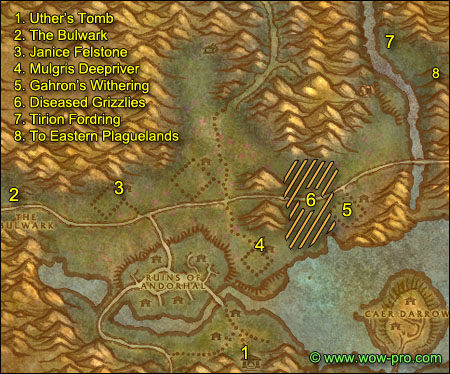 1. Uther's Tomb
2. The Bulwark
3. Janice Felstone
4. Mulgris Deepriver
5. Gahron's Withering
6. Diseased Grizzlies
7. Tirion Fordring
8. To Eastern Plaguelands
7
8
2
3
6
5
THE
BULWARK
4
RUINS OF
ANDORHAL
CAER DARROW
1
© www.wow-pro.com